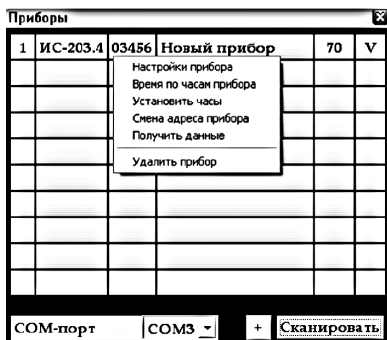 Приборы
1 ИС-203.4 03456 Новый прибор 70 V
Настройки прибора
Время по часам прибора
Установить часы
Смена адреса прибора
Получить данные
Удалить прибор
COM-порт COM3 + Сканировать